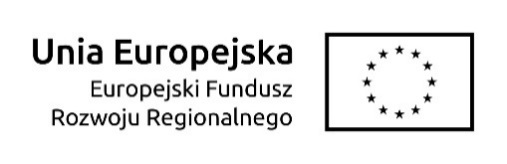 Unia Europejska
Europejski Fundusz
Rozwoju Regionalnego